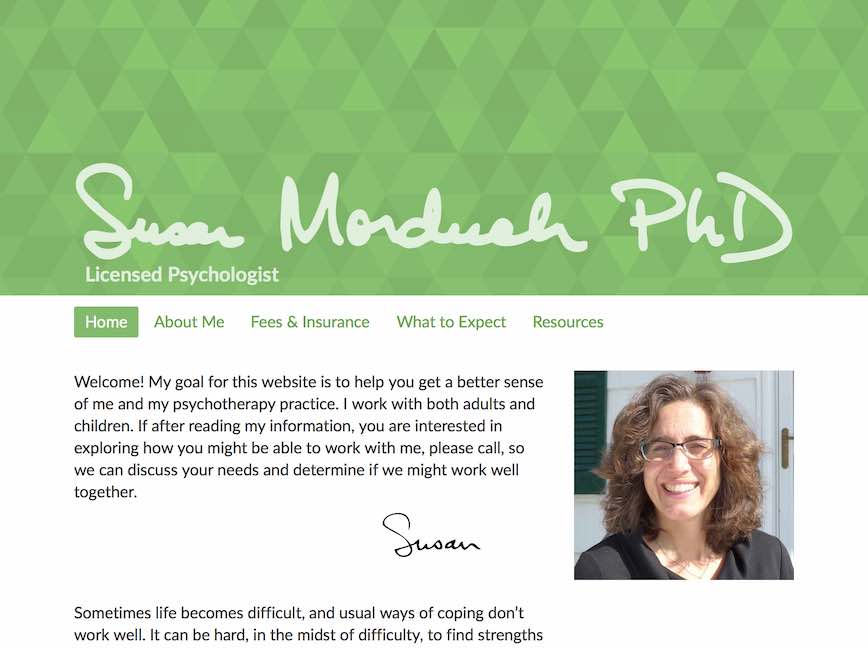 Susan Morduch PhD
Licensed Psychologist
Home About Me Fees & Insurance What to Expect Resources
Welcome! My goal for this website is to help you get a better sense
of me and my psychotherapy practice. I work with both adults and
children. If after reading my information, you are interested in
exploring how you might be able to work with me, please call, so
we can discuss your needs and determine if we might work well
together.
Susan
Sometimes life becomes difficult, and usual ways of coping don’t
work well. It can be hard, in the midst of difficulty, to find strengths